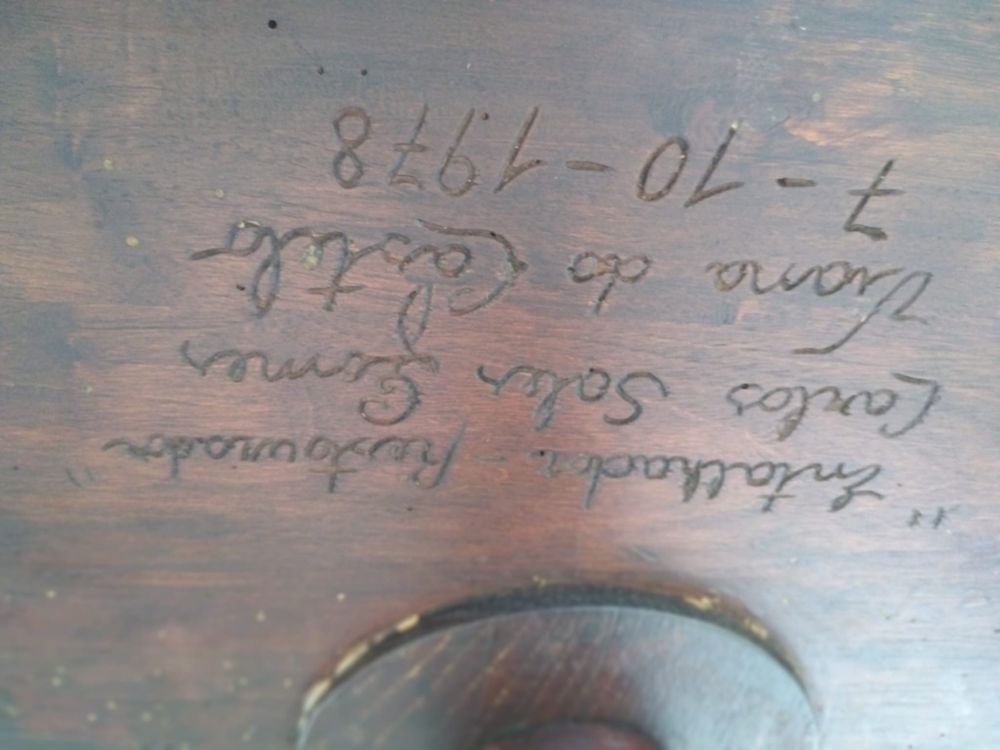 "Entalhador - Restaurador"
Carlos Sales Gomes
Viana do Castelo
7-10-1978